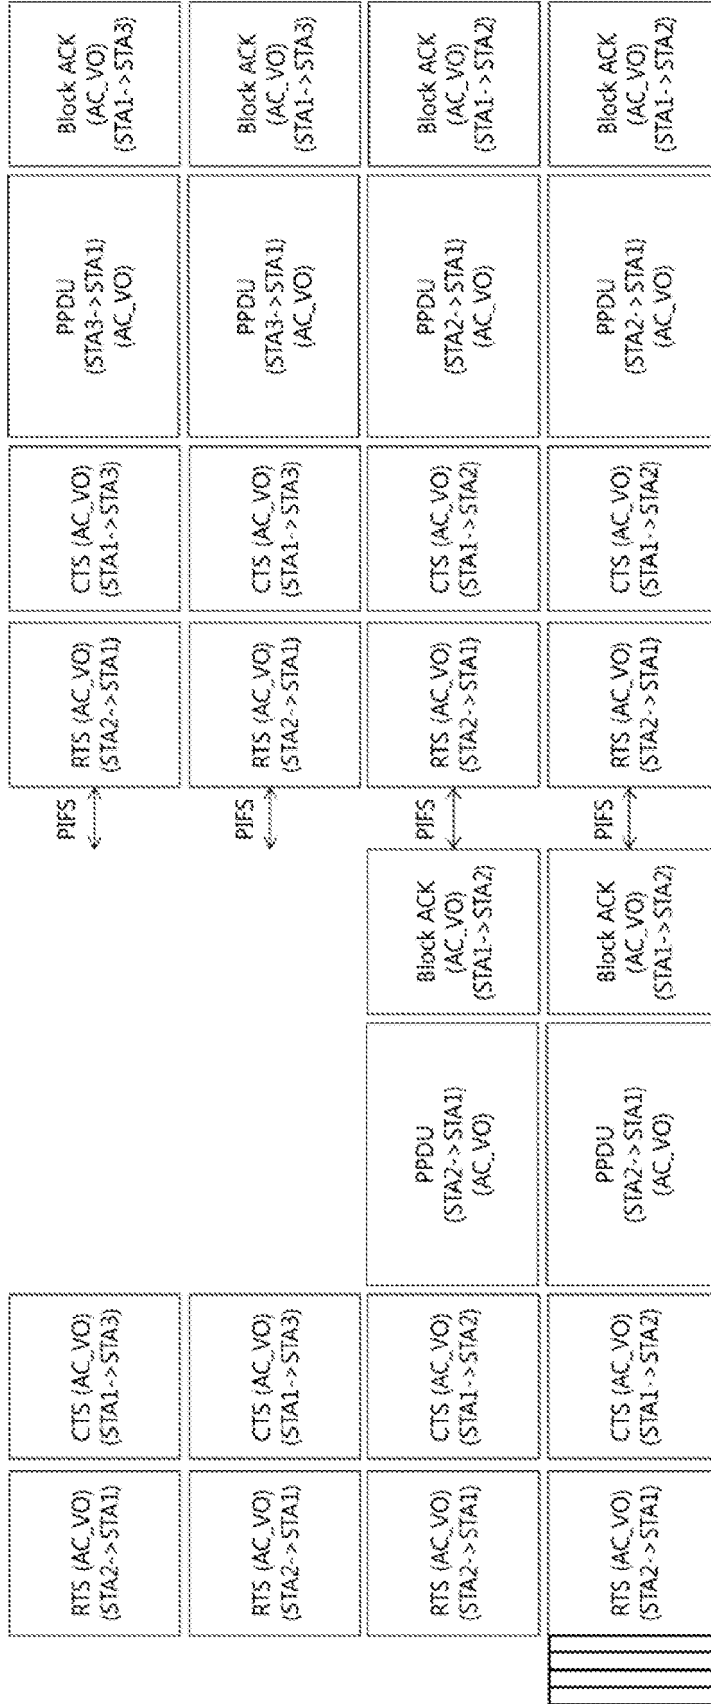 RTS (AC_VO)
(STA2->STA1)
CTS (AC_VO)
(STA1->STA3)
PIFS
RTS (AC_VO)
(STA2->STA1)
CTS (AC_VO)
(STA1->STA3)
PPDU
(STA3->STA1)
(AC_VO)
Block ACK
(AC_VO)
(STA1->STA3)
RTS (AC_VO)
(STA2->STA1)
CTS (AC_VO)
(STA1->STA3)
PIFS
RTS (AC_VO)
(STA2->STA1)
CTS (AC_VO)
(STA1->STA3)
PPDU
(STA3->STA1)
(AC_VO)
Block ACK
(AC_VO)
(STA1->STA3)
RTS (AC_VO)
(STA2->STA1)
CTS (AC_VO)
(STA1->STA2)
PPDU
(STA2->STA1)
(AC_VO)
Block ACK
(AC_VO)
(STA1->STA2)
PIFS
RTS (AC_VO)
(STA2->STA1)
CTS (AC_VO)
(STA1->STA2)
PPDU
(STA2->STA1)
(AC_VO)
Block ACK
(AC_VO)
(STA1->STA2)
RTS (AC_VO)
(STA2->STA1)
CTS (AC_VO)
(STA1->STA2)
PPDU
(STA2->STA1)
(AC_VO)
Block ACK
(AC_VO)
(STA1->STA2)
PIFS
RTS (AC_VO)
(STA2->STA1)
CTS (AC_VO)
(STA1->STA2)
PPDU
(STA2->STA1)
(AC_VO)
Block ACK
(AC_VO)
(STA1->STA2)